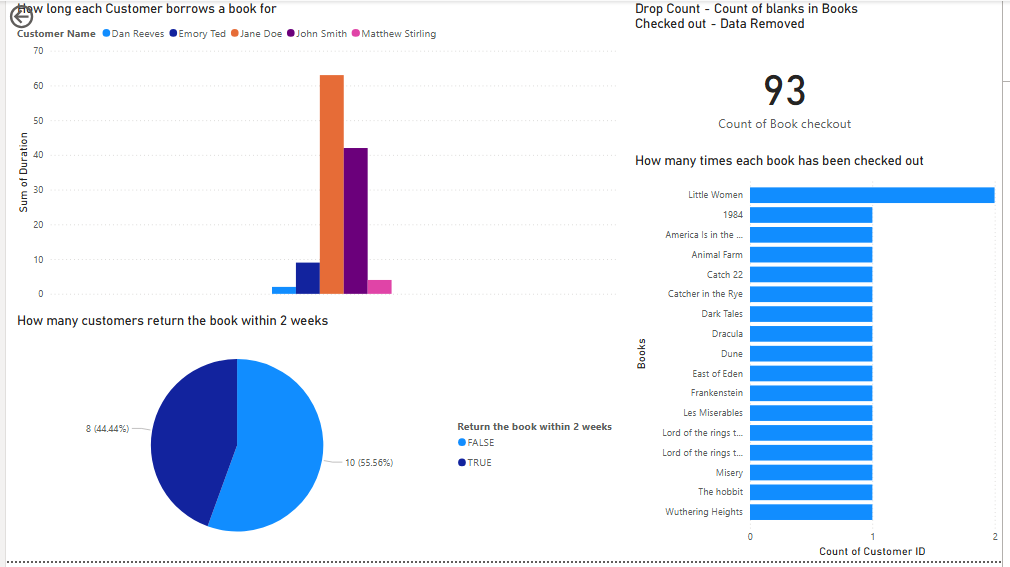 How long each Customer borrows a book for
Customer Name Dan Reeves Emory Ted Jane Doe John Smith Matthew Stirling
Sum of Duration
70
60
50
40
30
20
10
0
How many customers return the book within 2 weeks
8 (44.44%)
10 (55.56%)
Return the book within 2 weeks
FALSE
TRUE
Drop Count - Count of blanks in Books
Checked out - Data Removed
93
Count of Book checkout
How many times each book has been checked out
Books
Little Women
1984
America Is in the ...
Animal Farm
Catch 22
Catcher in the Rye
Dark Tales
Dracula
Dune
East of Eden
Frankenstein
Les Miserables
Lord of the rings t...
Lord of the rings t...
Misery
The hobbit
Wuthering Heights
0 1 2
Count of Customer ID